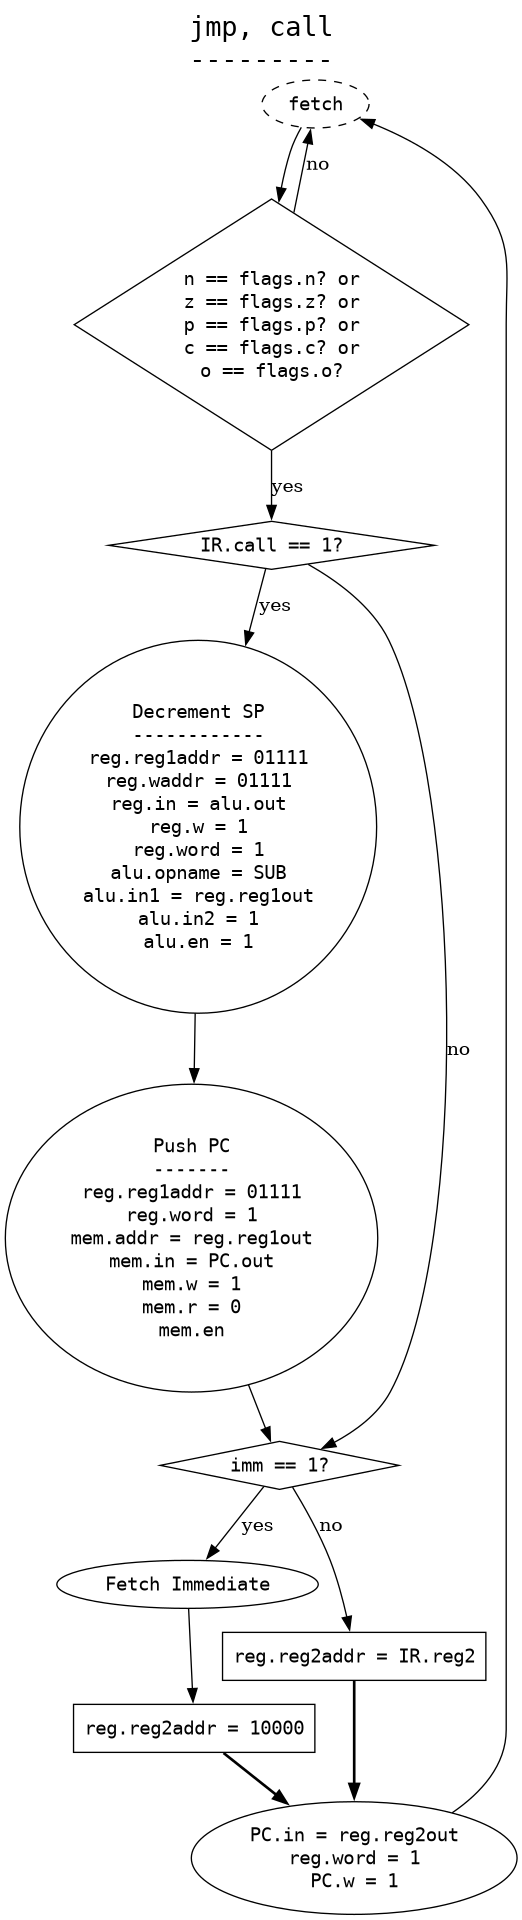 jmp, call
---------
fetch
no
n == flags.n? or
z == flags.z? or
p == flags.p? or
c == flags.c? or
o == flags.o?
yes
IR.call == 1?
yes
Decrement SP
------------
reg.reg1addr = 01111
reg.waddr = 01111
reg.in = alu.out
reg.w = 1
reg.word = 1
alu.opname = SUB
alu.in1 = reg.reg1out
alu.in2 = 1
alu.en = 1
no
Push PC
-------
reg.reg1addr = 01111
reg.word = 1
mem.addr = reg.reg1out
mem.in = PC.out
mem.w = 1
mem.r = 0
mem.en
imm == 1?
yes
no
Fetch Immediate
reg.reg2addr = IR.reg2
reg.reg2addr = 10000
PC.in = reg.reg2out
reg.word = 1
PC.w = 1